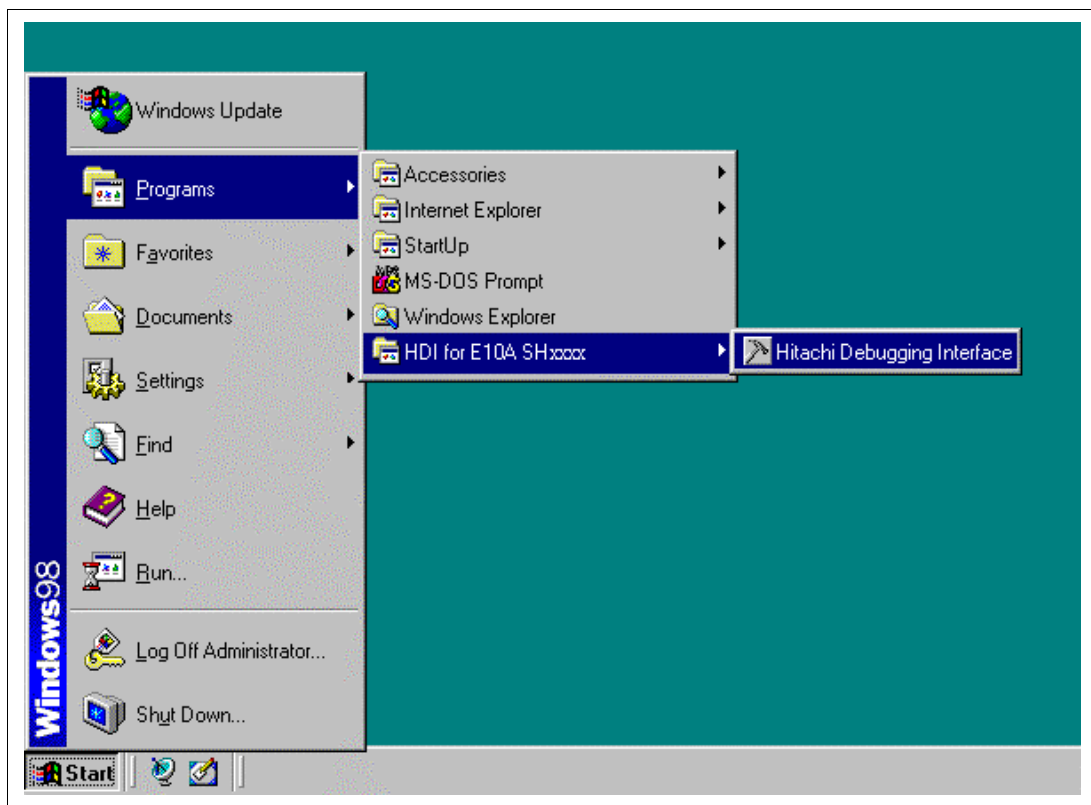 Windows Update
Programs
Favorites
Documents
Settings
Find
Help
Run...
Log Off Administrator...
Shut Down...
Windows98
Accessories
Internet Explorer
StartUp
MS-DOS Prompt
Windows Explorer
HDI for E10A SHxxxx
Hitachi Debugging Interface
Start